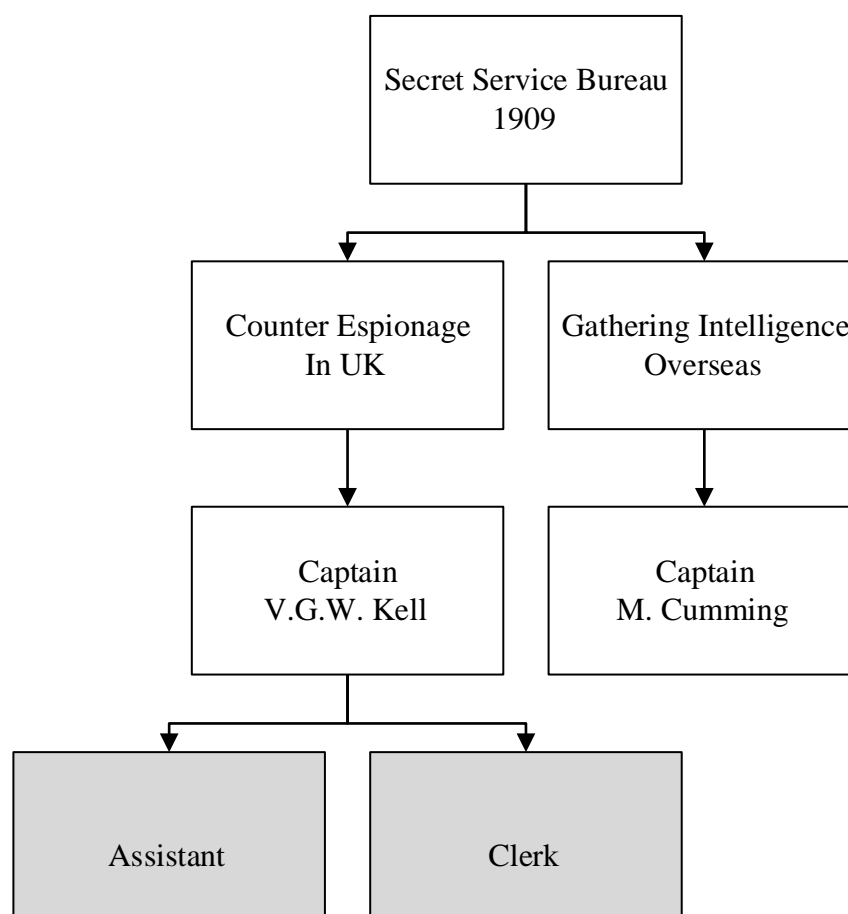 Secret Service Bureau
1909
Counter Espionage
In UK
Gathering Intelligence
Overseas
Captain
V.G.W. Kell
Captain
M. Cumming
Assistant
Clerk